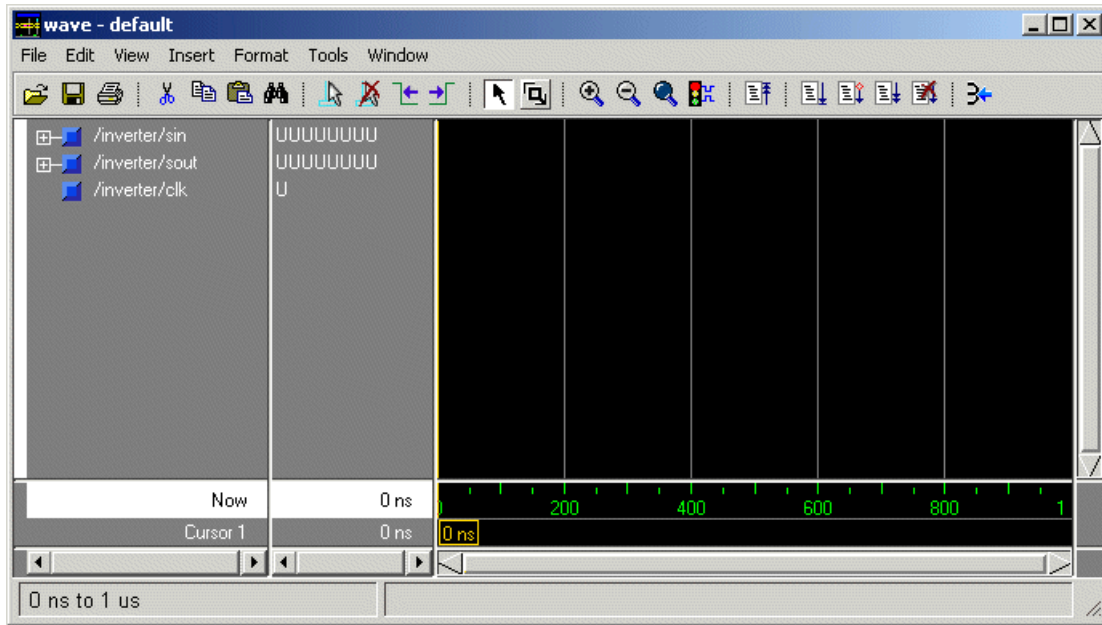 wave - default
File Edit View Insert Format Tools Window
/inverter/sin UUUUUUUU
/inverter/sout UUUUUUUU
/inverter/clk U
Now 0 ns
200 400 600 800 1
Cursor 1 0 ns 0 ns
0 ns to 1 us